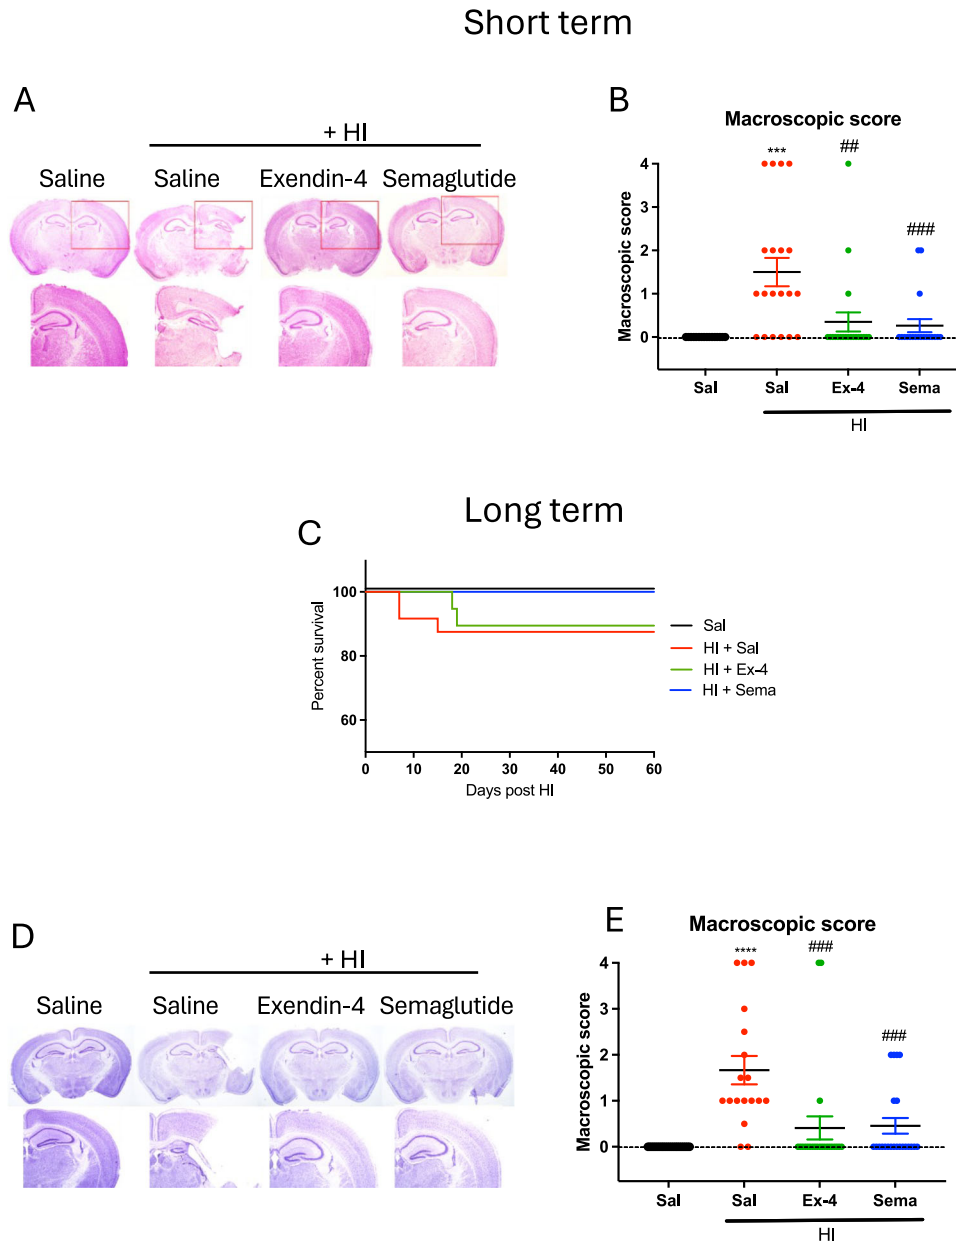 Short term
A
+ HI
Saline
Saline
Exendin-4
Semaglutide
B
Macroscopic score
***
##
###
Macroscopic score
4
3
2
1
0
Sal
Sal
Ex-4
Sema
HI
Long term
C
Percent survival
100
80
60
0
10
20
30
40
50
60
Days post HI
Sal
HI + Sal
HI + Ex-4
HI + Sema
D
+ HI
Saline
Saline
Exendin-4
Semaglutide
E
Macroscopic score
****
###
###
Macroscopic score
4
3
2
1
0
Sal
Sal
Ex-4
Sema
HI